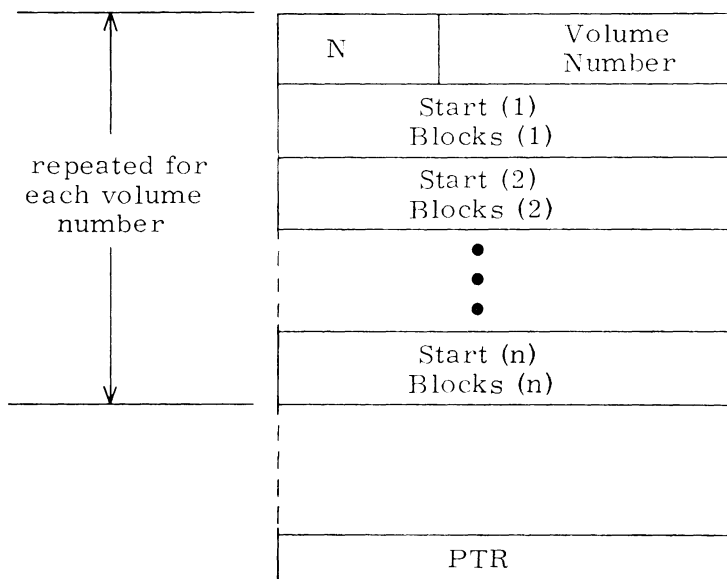 N
Volume
Number
Start (1)
Blocks (1)
repeated for
each volume
number
Start (2)
Blocks (2)
Start (n)
Blocks (n)
PTR